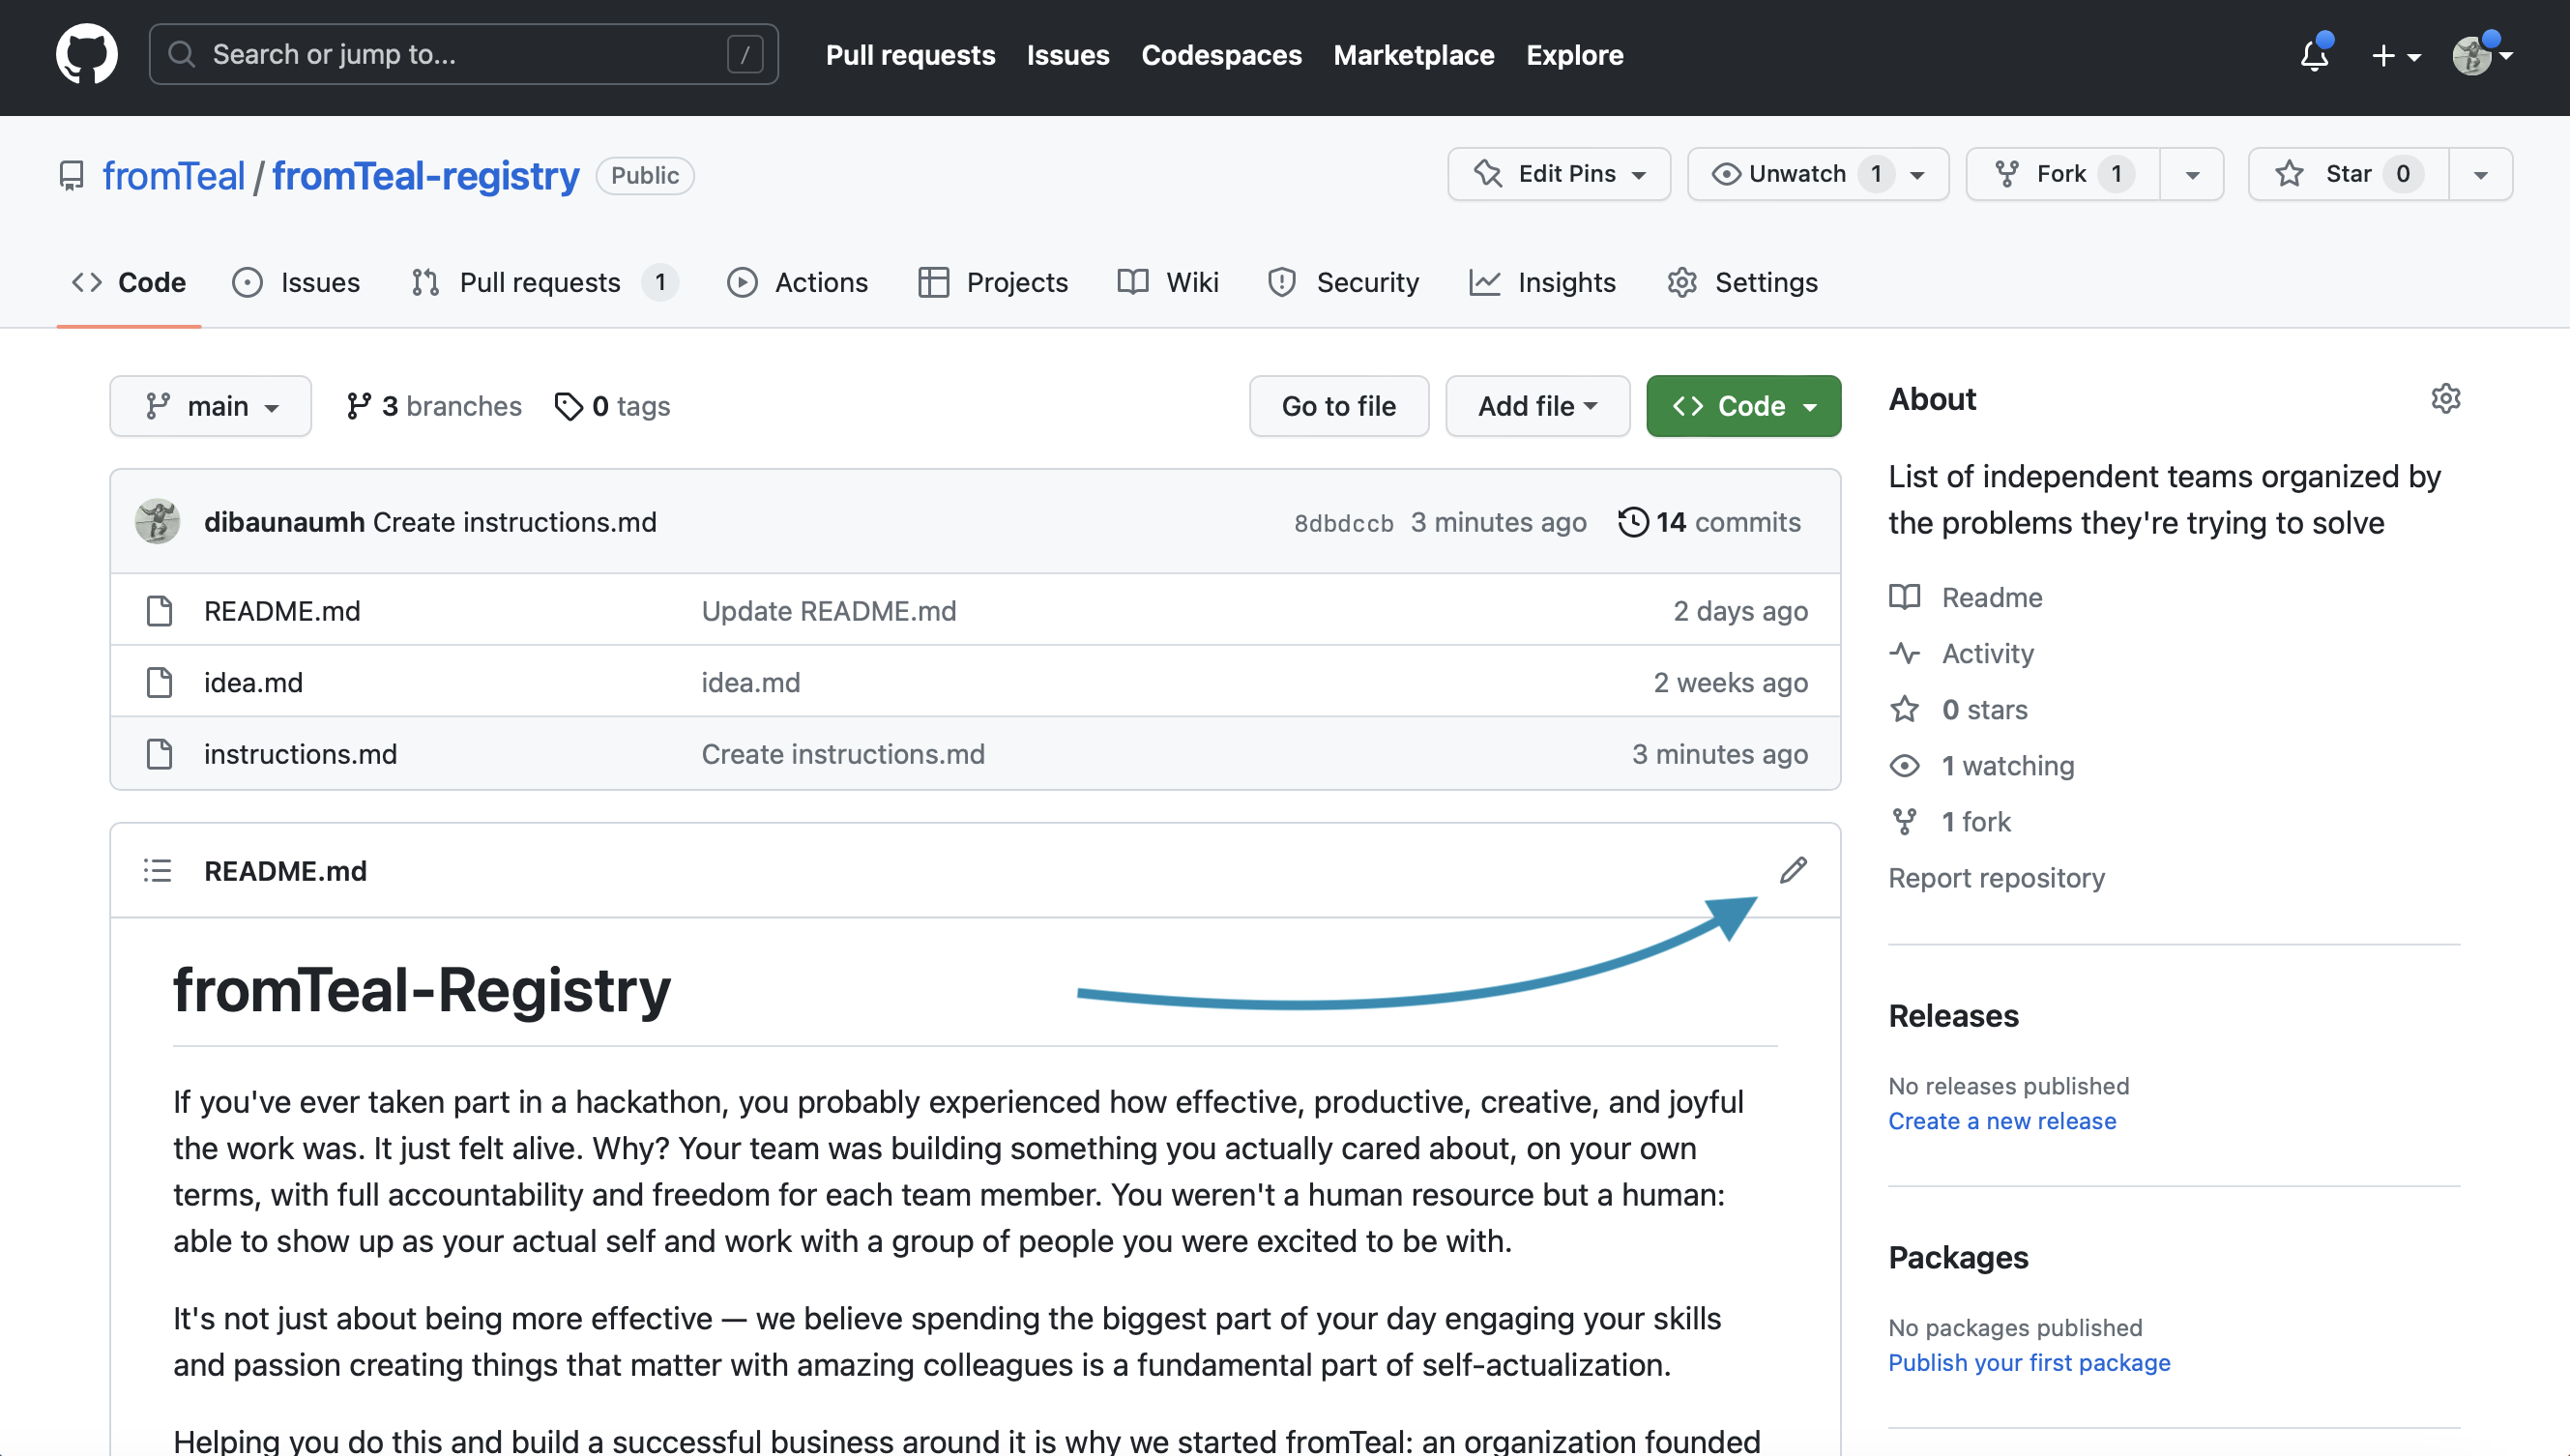 Search or jump to... /
Pull requests Issues Codespaces Marketplace Explore
fromTeal / fromTeal-registry Public
Edit Pins Unwatch 1 Fork 1 Star 0
Code Issues Pull requests 1 Actions Projects Wiki Security Insights Settings
main 3 branches 0 tags
Go to file Add file Code
dibaunaumh Create instructions.md 8dbdccb 3 minutes ago 14 commits
README.md Update README.md 2 days ago
idea.md idea.md 2 weeks ago
instructions.md Create instructions.md 3 minutes ago
README.md
fromTeal-Registry
If you've ever taken part in a hackathon, you probably experienced how effective, productive, creative, and joyful
the work was. It just felt alive. Why? Your team was building something you actually cared about, on your own
terms, with full accountability and freedom for each team member. You weren't a human resource but a human:
able to show up as your actual self and work with a group of people you were excited to be with.
It's not just about being more effective — we believe spending the biggest part of your day engaging your skills
and passion creating things that matter with amazing colleagues is a fundamental part of self-actualization.
Helping you do this and build a successful business around it is why we started fromTeal: an organization founded
About
List of independent teams organized by
the problems they're trying to solve
Readme
Activity
0 stars
1 watching
1 fork
Report repository
Releases
No releases published
Create a new release
Packages
No packages published
Publish your first package